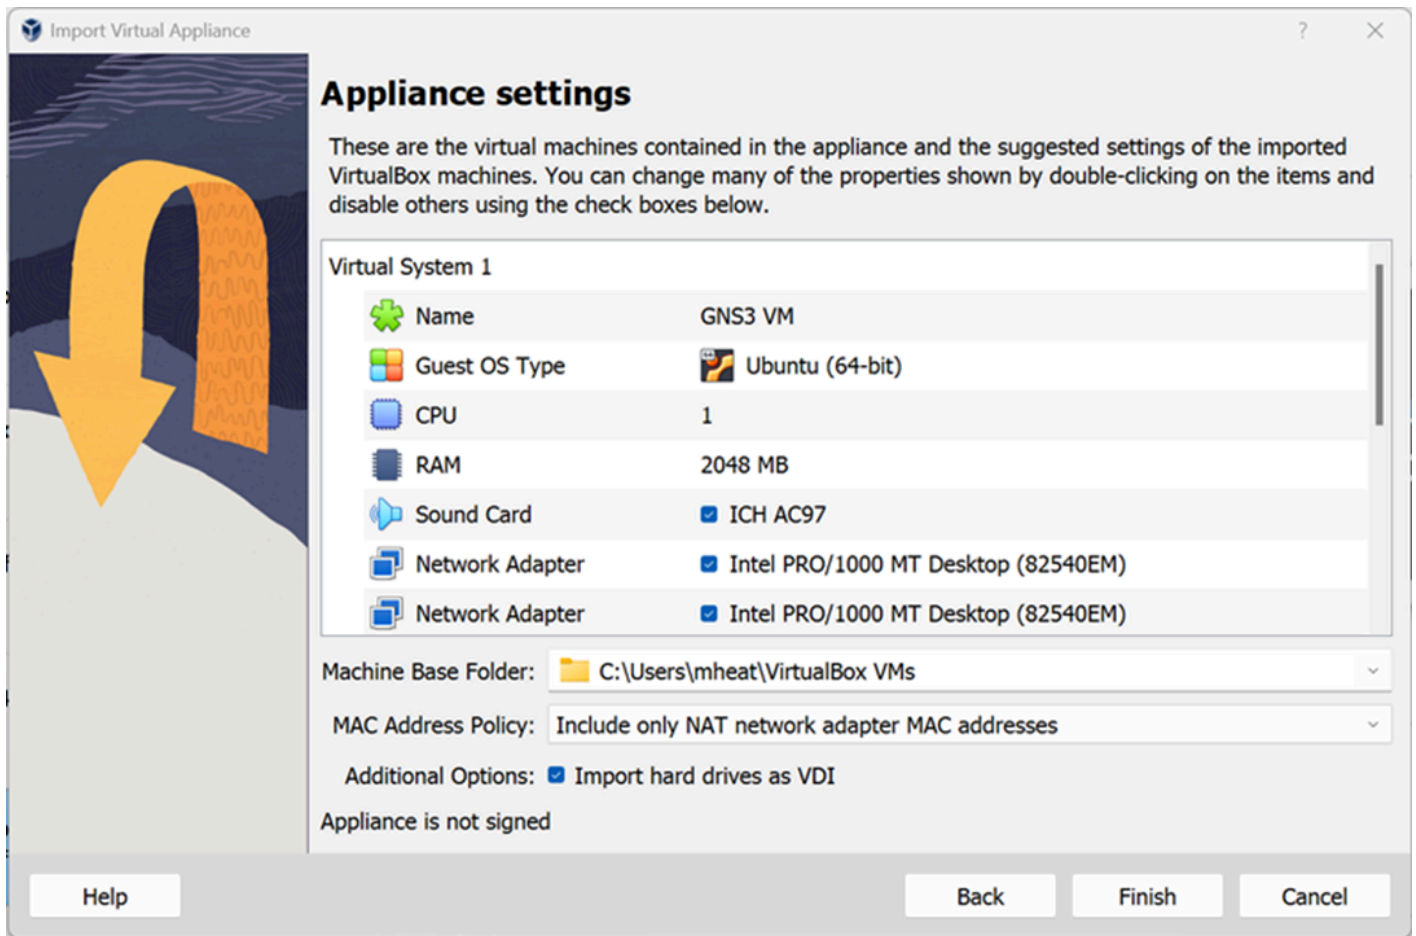 Import Virtual Appliance
?
Appliance settings
These are the virtual machines contained in the appliance and the suggested settings of the imported
VirtualBox machines. You can change many of the properties shown by double-clicking on the items and
disable others using the check boxes below.
Virtual System 1
Name GNS3 VM
Guest OS Type 64 Ubuntu (64-bit)
CPU 1
RAM 2048 MB
Sound Card ICH AC97
Network Adapter Intel PRO/1000 MT Desktop (82540EM)
Network Adapter Intel PRO/1000 MT Desktop (82540EM)
Machine Base Folder: C:\Users\mheat\VirtualBox VMs
MAC Address Policy: Include only NAT network adapter MAC addresses
Additional Options: Import hard drives as VDI
Appliance is not signed
Help Back Finish Cancel